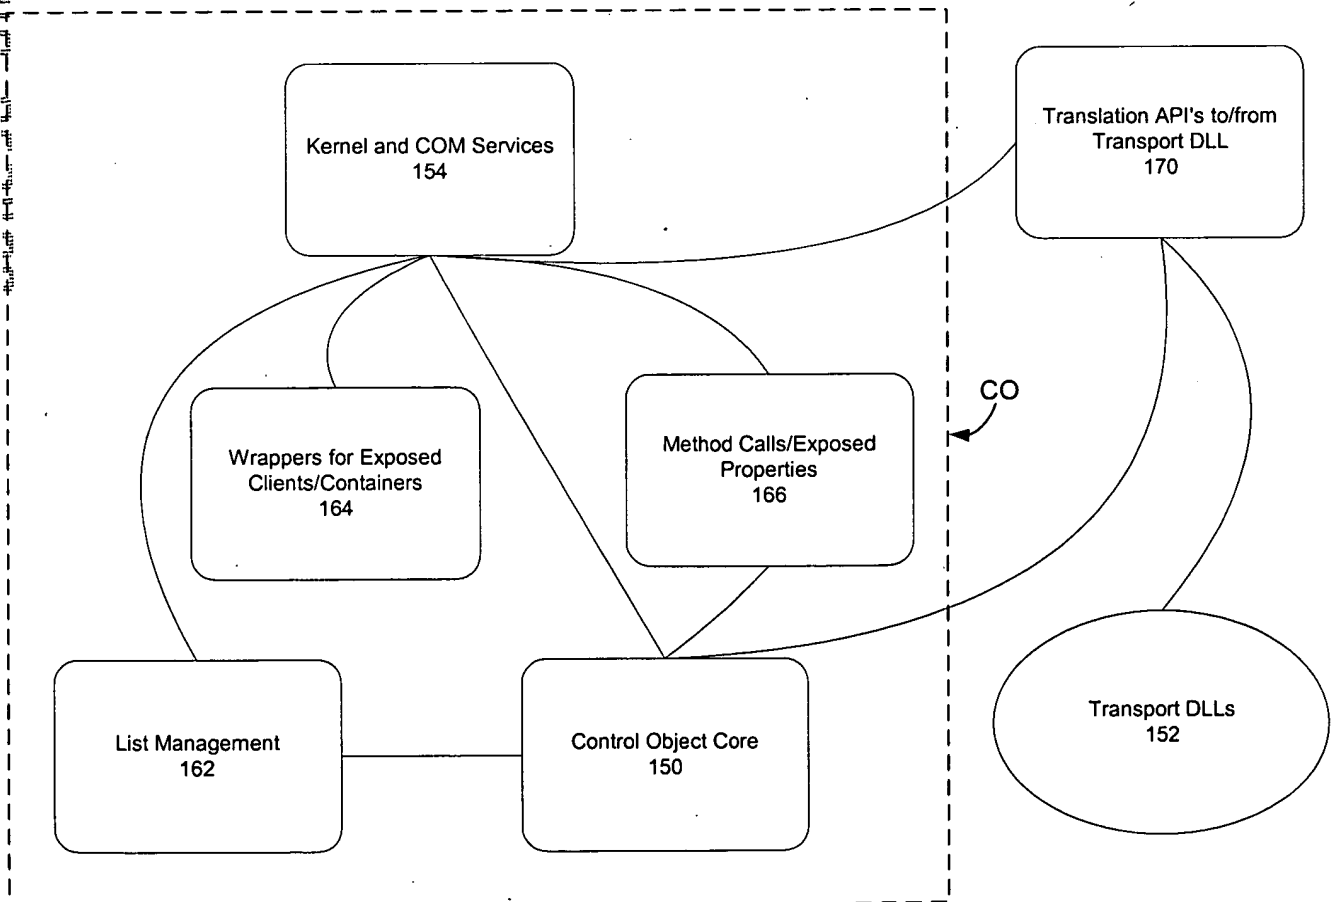 Kernel and COM Services
154
Translation API's to/from
Transport DLL
170
CO
Wrappers for Exposed
Clients/Containers
164
Method Calls/Exposed
Properties
166
List Management
162
Control Object Core
150
Transport DLLs
152